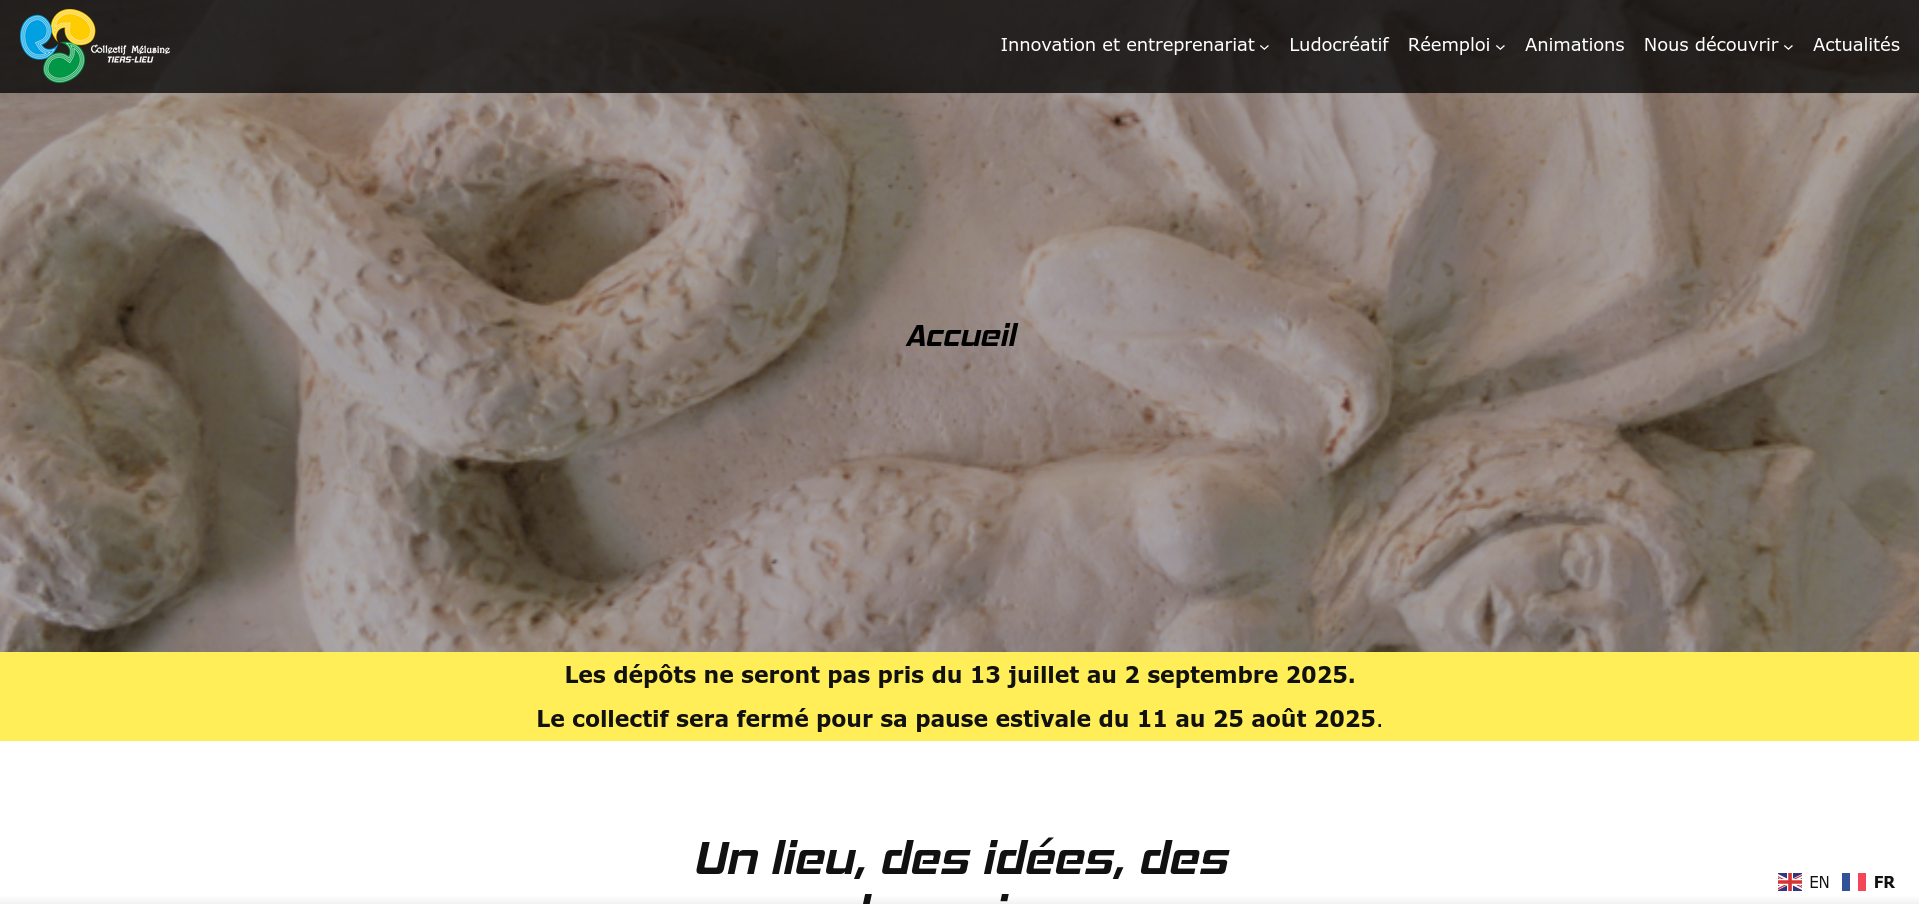 Collectif Mélusine
TIERS-LIEU
Innovation et entreprenariat
Ludocréatif
Réemploi
Animations
Nous découvrir
Actualités
Accueil
Les dépôts ne seront pas pris du 13 juillet au 2 septembre 2025.
Le collectif sera fermé pour sa pause estivale du 11 au 25 août 2025.
Un lieu, des idées, des
EN FR